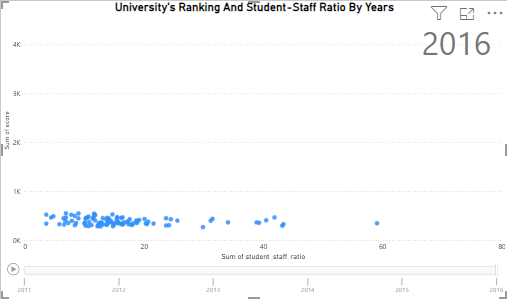 University's Ranking And Student-Staff Ratio By Years
2016
4K
3K
2K
1K
0K
Sum of score
0 20 40 60 80
Sum of student_staff_ratio
2011 2012 2013 2014 2015 2016